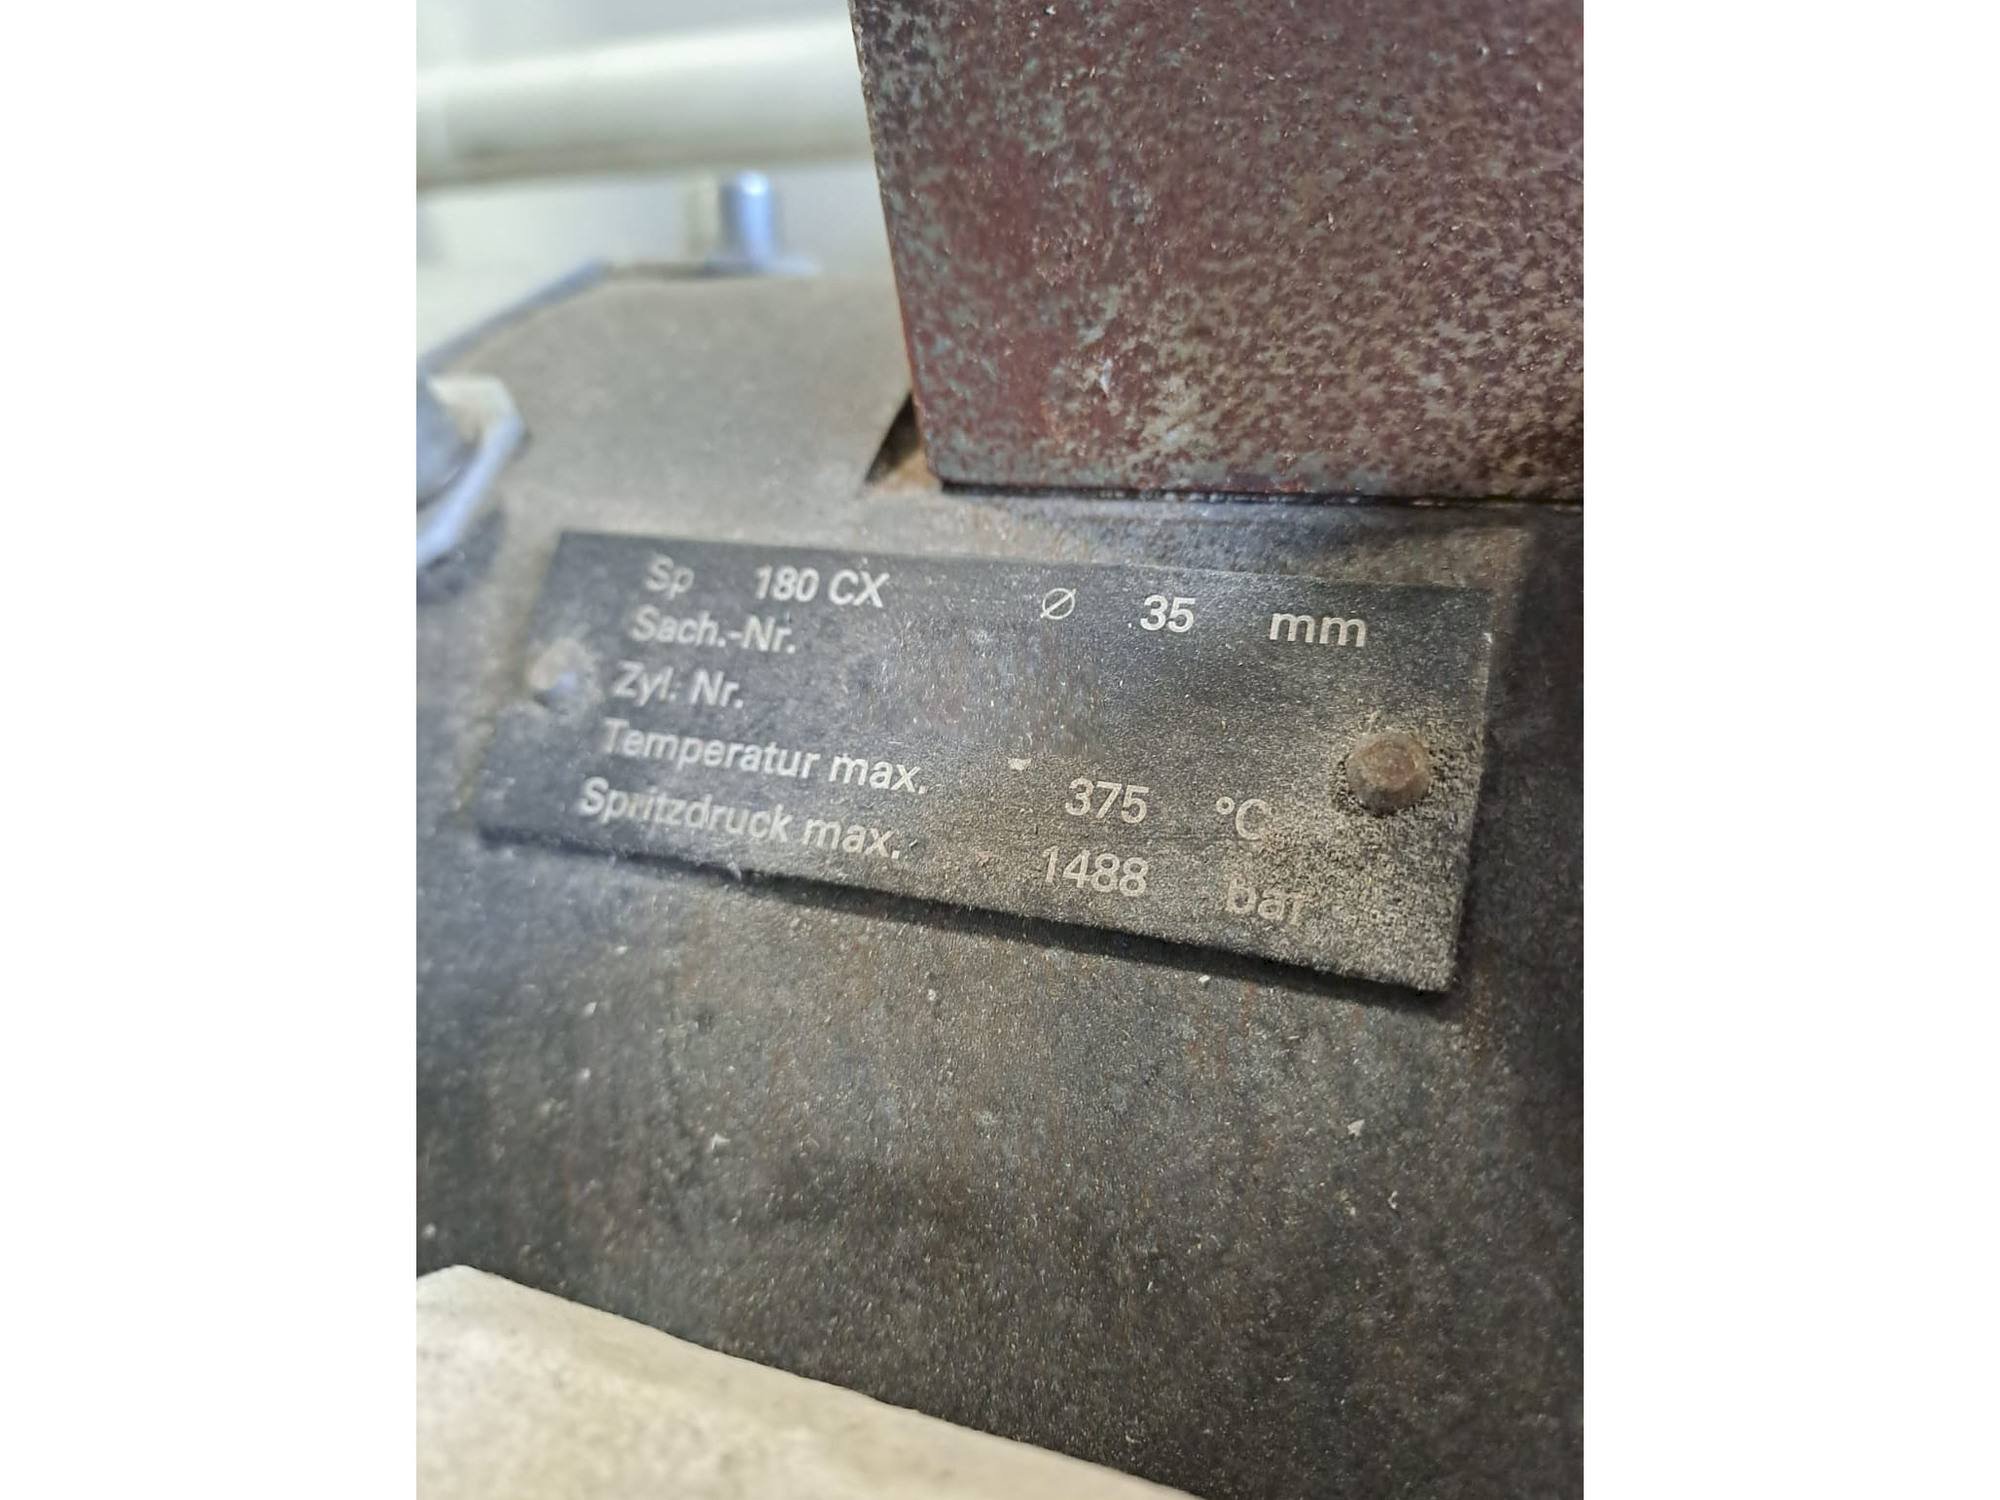 Sp 180 CX Ø 35 mm
Sach.-Nr.
Zyl. Nr.
Temperatur max. 375 °C
Spritzdruck max. 1488 bar